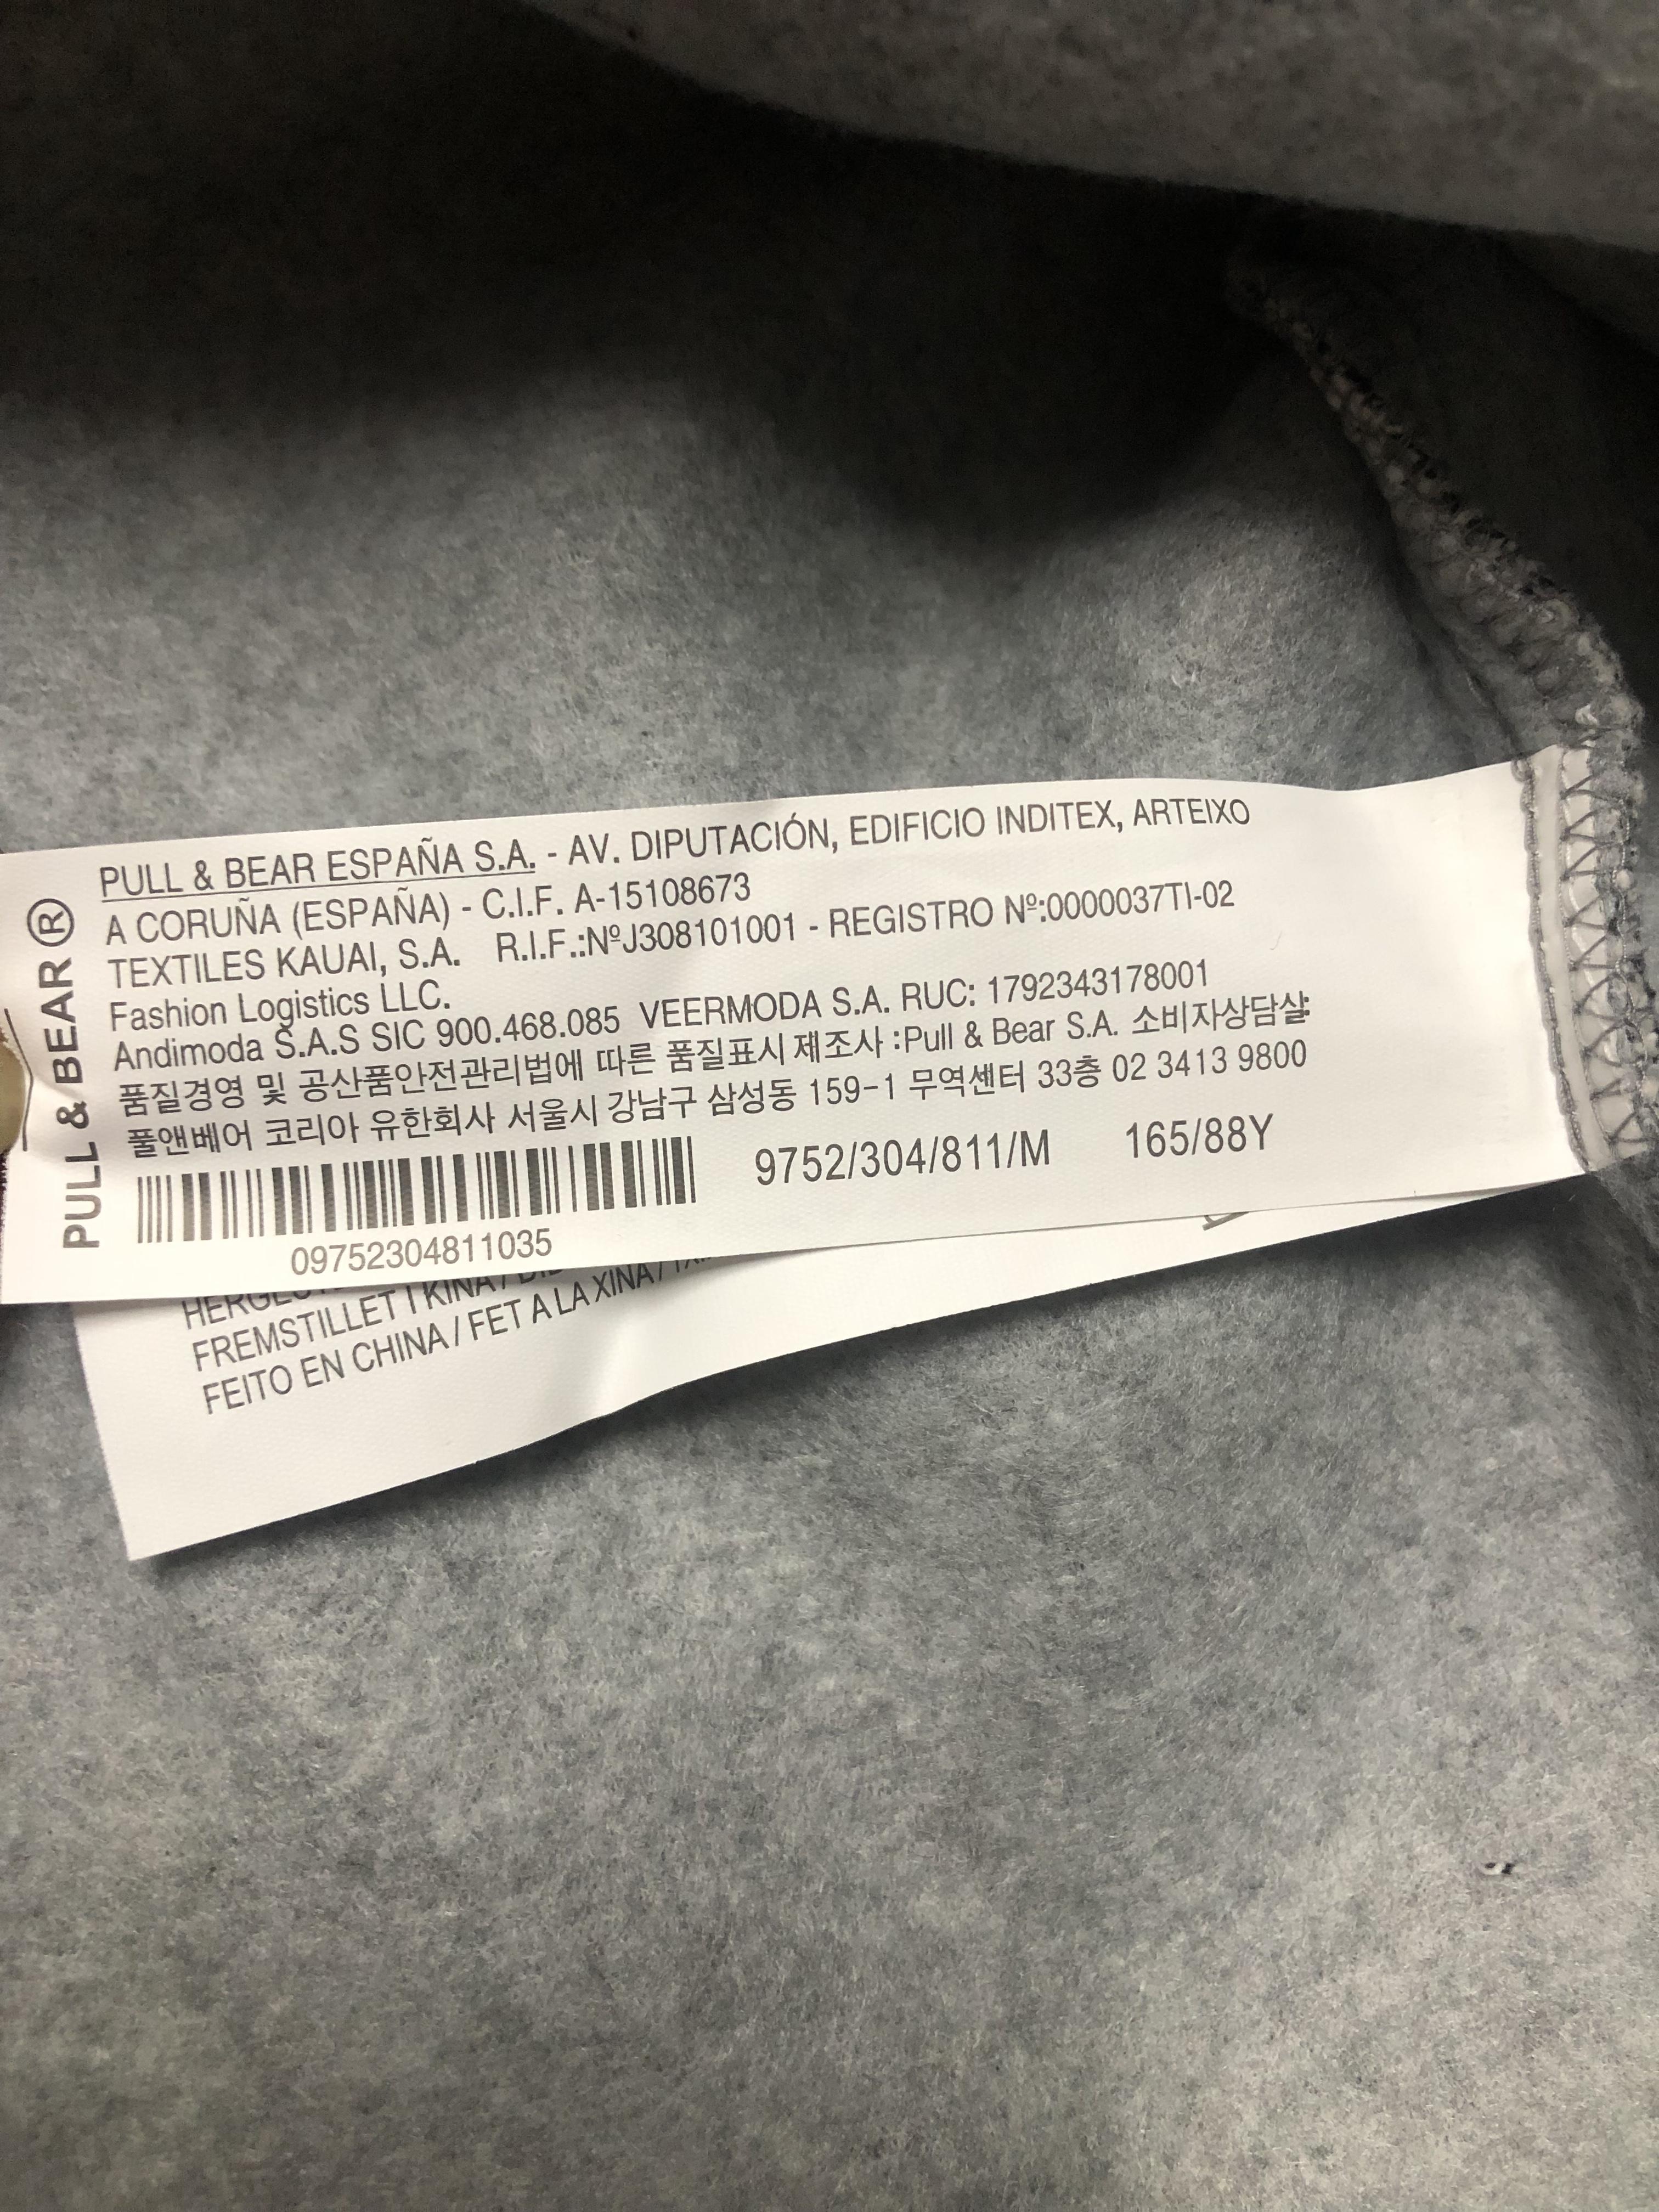 PULL & BEAR ®
PULL & BEAR ESPAÑA S.A. - AV. DIPUTACIÓN, EDIFICIO INDITEX, ARTEIXO
A CORUÑA (ESPAÑA) - C.I.F. A-15108673
TEXTILES KAUAI, S.A. R.I.F.:NºJ308101001 - REGISTRO Nº:0000037TI-02
Fashion Logistics LLC.
Andimoda S.A.S SIC 900.468.085 VEERMODA S.A. RUC: 1792343178001
품질경영 및 공산품안전관리법에 따른 품질표시 제조사 :Pull & Bear S.A. 소비자상담실:
풀앤베어 코리아 유한회사 서울시 강남구 삼성동 159-1 무역센터 33층 02 3413 9800
9752/304/811/M 165/88Y
09752304811035
FREMSTILLET I KINA /
FEITO EN CHINA / FET A LA XINA /